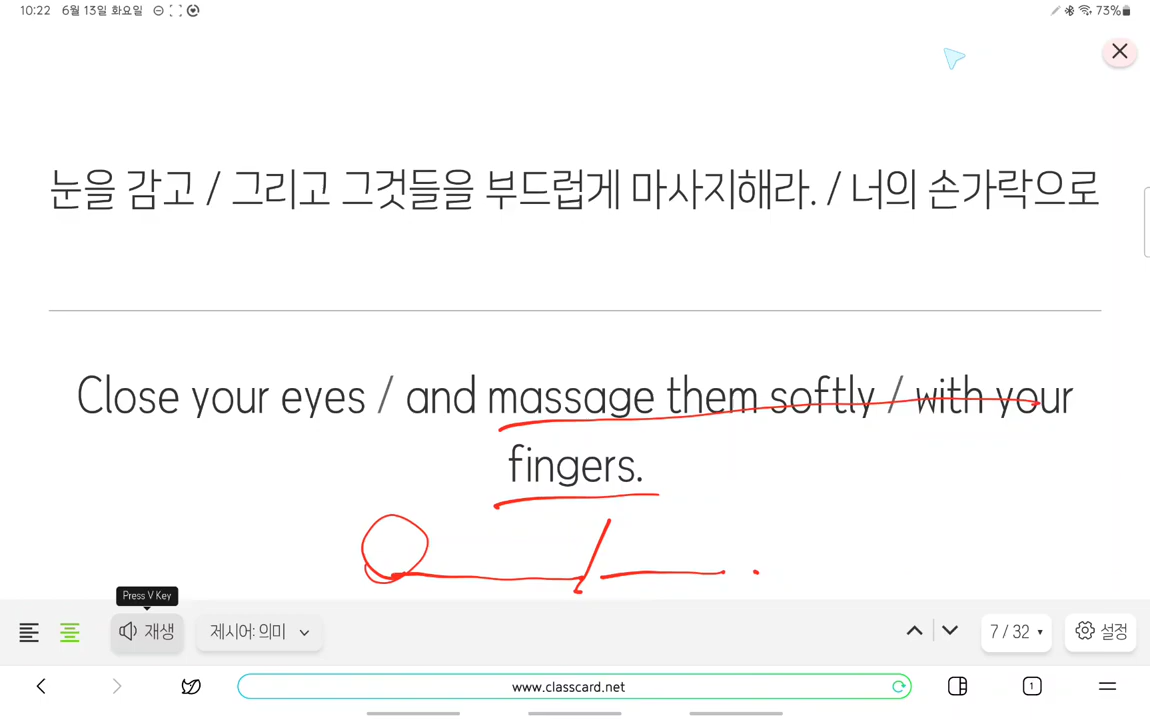 10:22 6월 13일 화요일
73%
눈을 감고 / 그리고 그것들을 부드럽게 마사지해라. / 너의 손가락으로
Close your eyes / and massage them softly / with your
fingers.
Press V Key
재생
제시어: 의미
7 / 32
설정
www.classcard.net
1